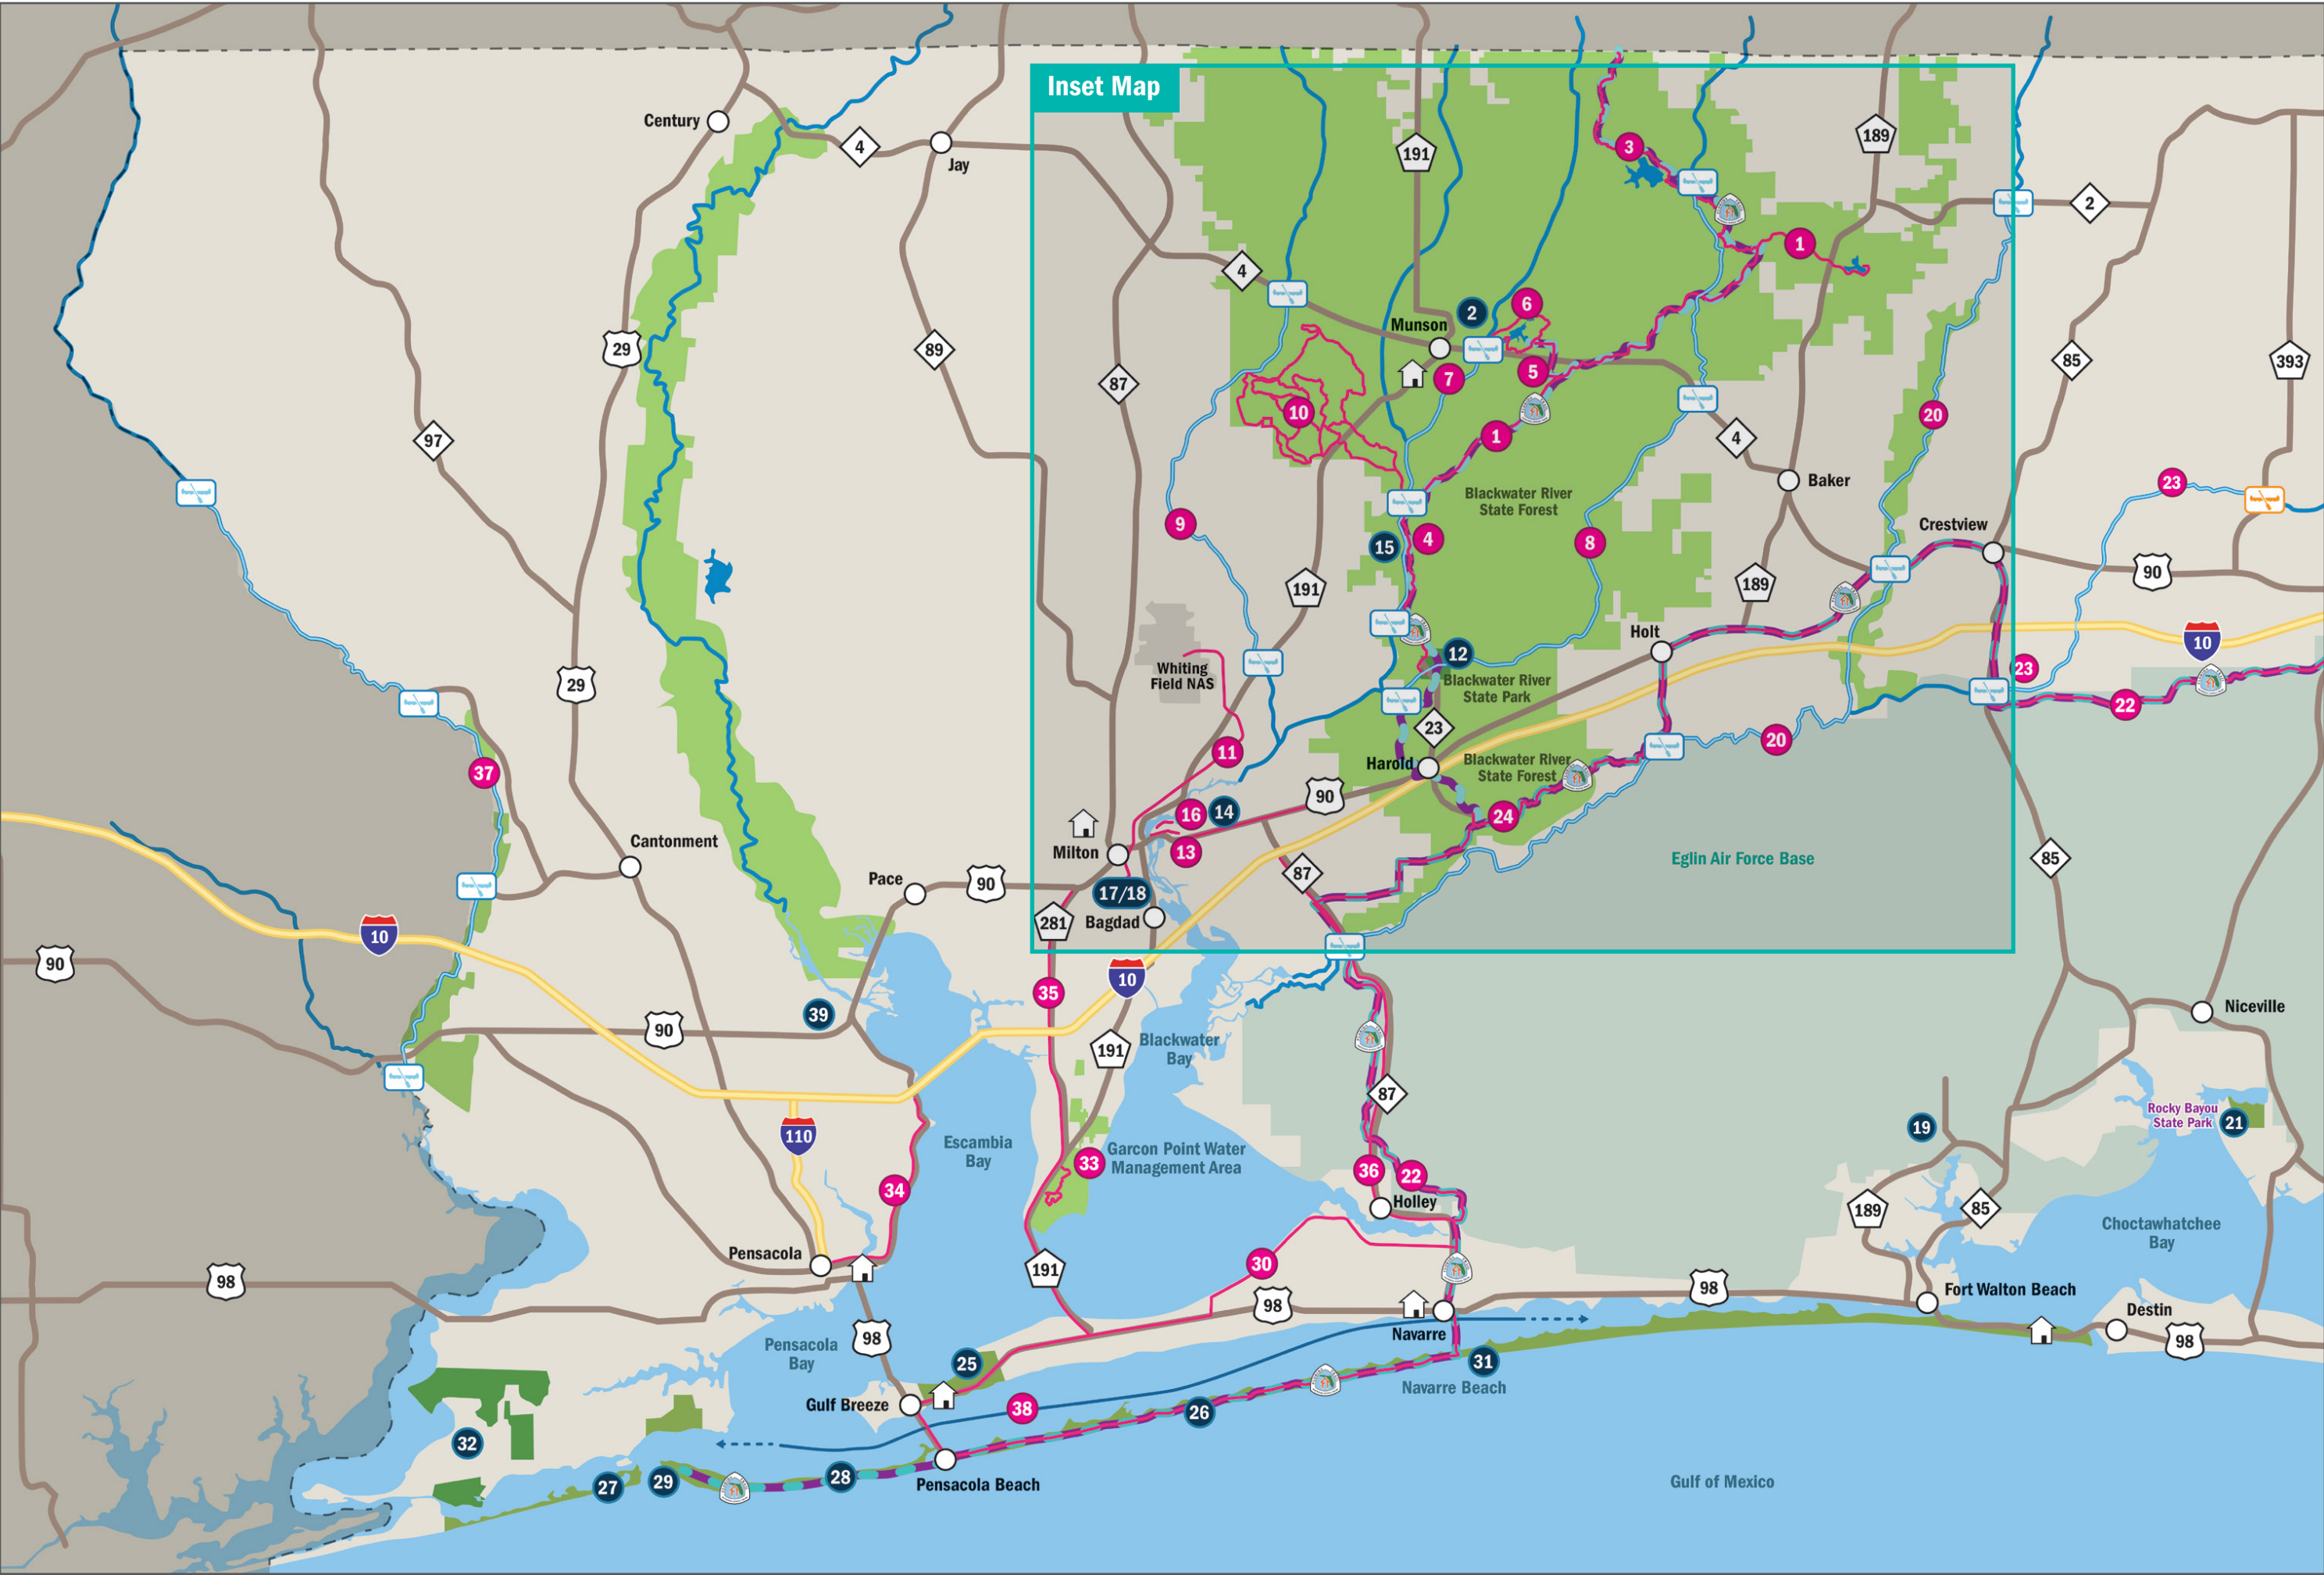 Inset Map
Century
4
Jay
191
189
3
2
1
4
29
89
87
2
6
Munson
7
5
10
1
4
85
393
20
97
Baker
Blackwater River
State Forest
Crestview
23
9
15
4
8
90
191
189
Holt
10
Whiting
Field NAS
12
Blackwater River
State Park
23
29
22
23
11
20
Harold
Blackwater River
State Forest
37
90
24
16
14
Cantonment
Milton
13
Eglin Air Force Base
85
Pace
90
17/18
87
281
Bagdad
10
90
10
35
39
90
191
Blackwater
Bay
Niceville
87
110
Escambia
Bay
Garcon Point Water
Management Area
33
34
36
22
Holley
Rocky Bayou
State Park
21
19
189
85
Choctawhatchee
Bay
Pensacola
191
30
98
98
98
Fort Walton Beach
Destin
98
Navarre
98
Pensacola
Bay
25
31
Navarre Beach
Gulf Breeze
38
26
32
27
29
28
Pensacola Beach
Gulf of Mexico